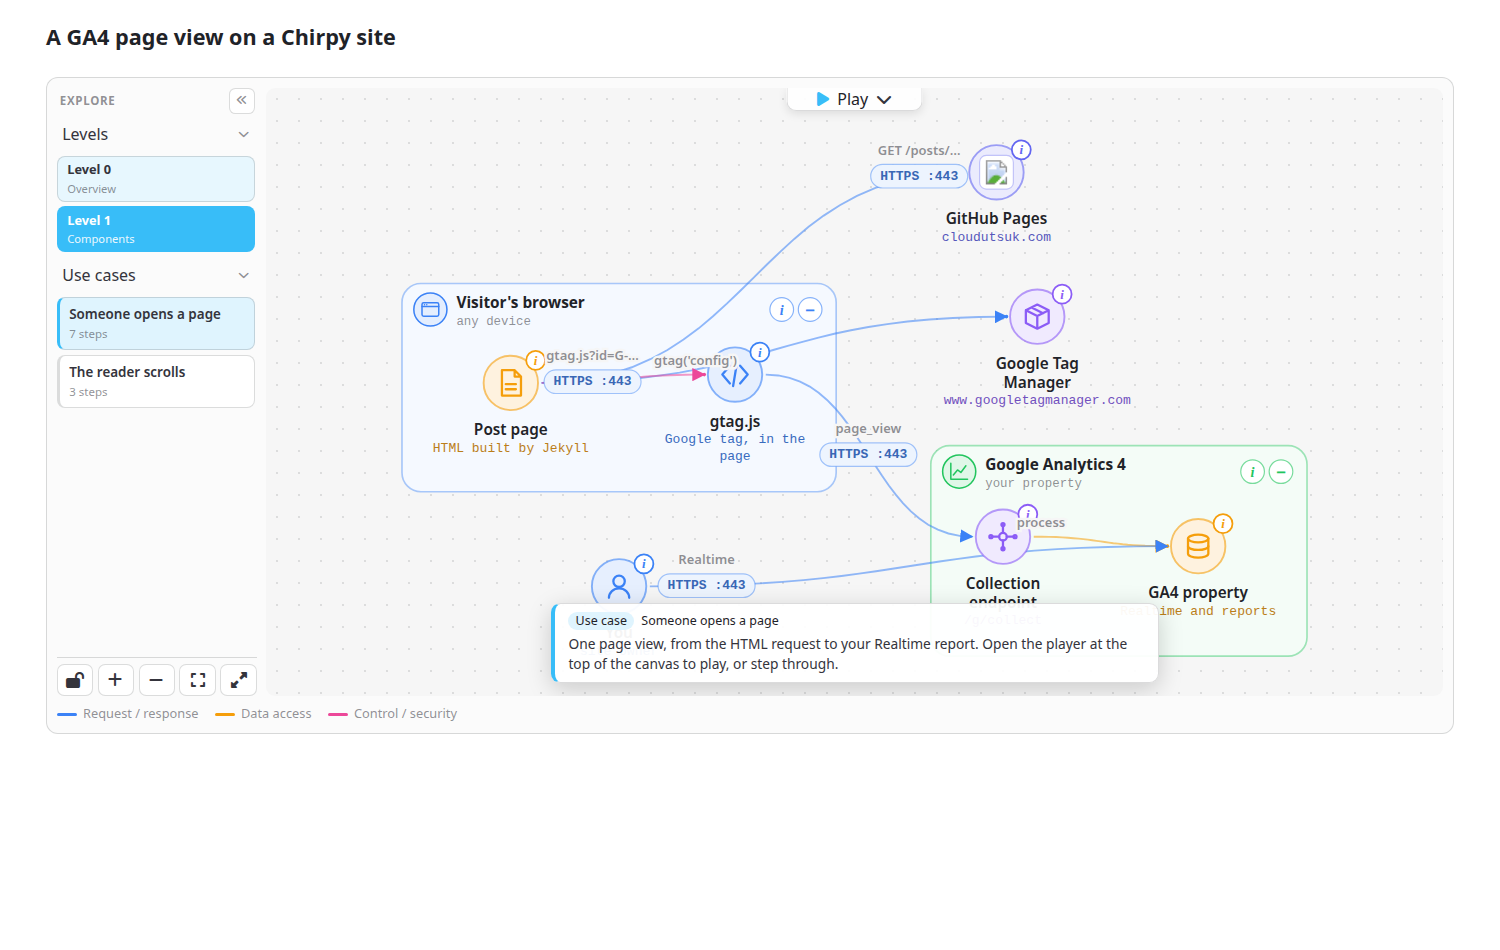 A GA4 page view on a Chirpy site
EXPLORE
Levels
Level 0
Overview
Level 1
Components
Use cases
Someone opens a page
7 steps
The reader scrolls
3 steps
Play
GET /posts/...
HTTPS :443
GitHub Pages
cloudutsuk.com
Visitor's browser
any device
gtag.js?id=G-...
HTTPS :443
gtag('config')
Post page
HTML built by Jekyll
gtag.js
Google tag, in the
page
Google Tag
Manager
www.googletagmanager.com
page_view
HTTPS :443
Google Analytics 4
your property
process
Collection
endpoint
GA4 property
Realtime and reports
Realtime
HTTPS :443
You
Use case Someone opens a page
One page view, from the HTML request to your Realtime report. Open the player at the
top of the canvas to play, or step through.
Request / response
Data access
Control / security